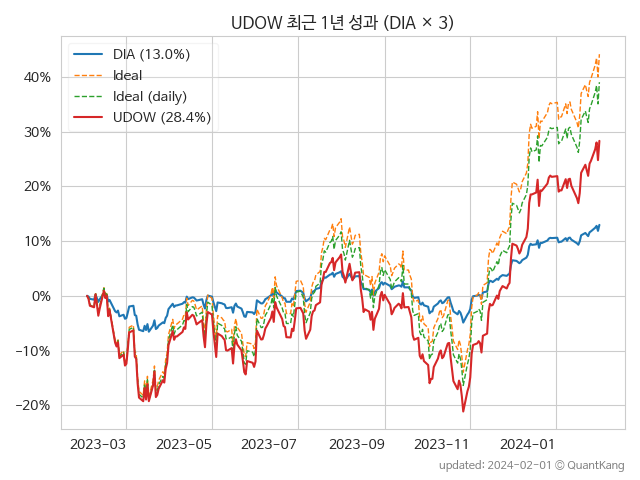 UDOW 최근 1년 성과 (DIA × 3)
DIA (13.0%)
Ideal
Ideal (daily)
UDOW (28.4%)
40%
30%
20%
10%
0%
−10%
−20%
2023-03 2023-05 2023-07 2023-09 2023-11 2024-01
updated: 2024-02-01 © QuantKang